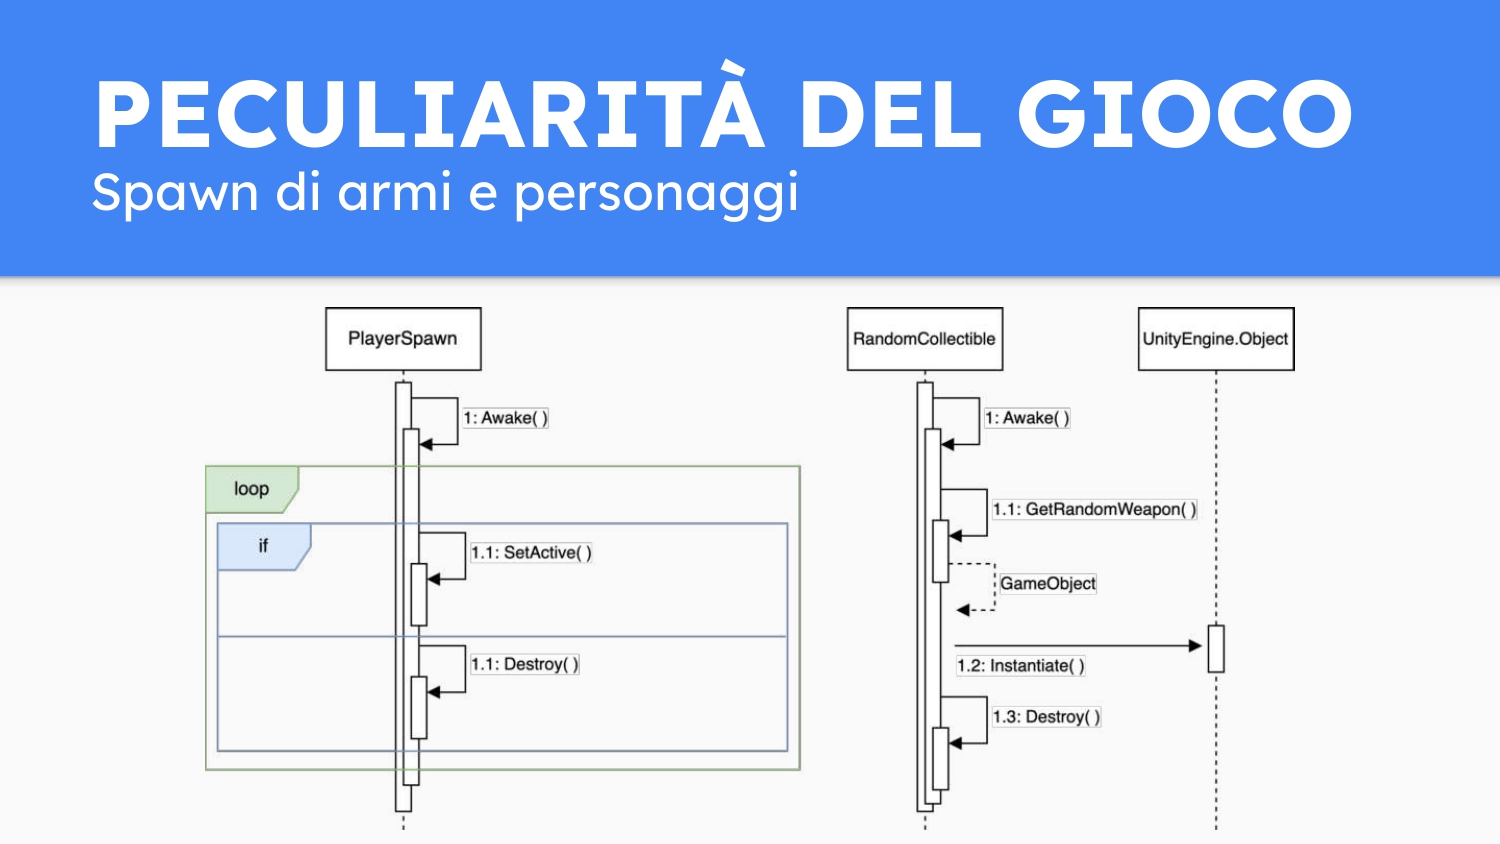 PECULIARITÀ DEL GIOCO
Spawn di armi e personaggi
PlayerSpawn
1: Awake( )
loop
if
1.1: SetActive( )
1.1: Destroy( )
RandomCollectible
UnityEngine.Object
1: Awake( )
1.1: GetRandomWeapon( )
GameObject
1.2: Instantiate( )
1.3: Destroy( )